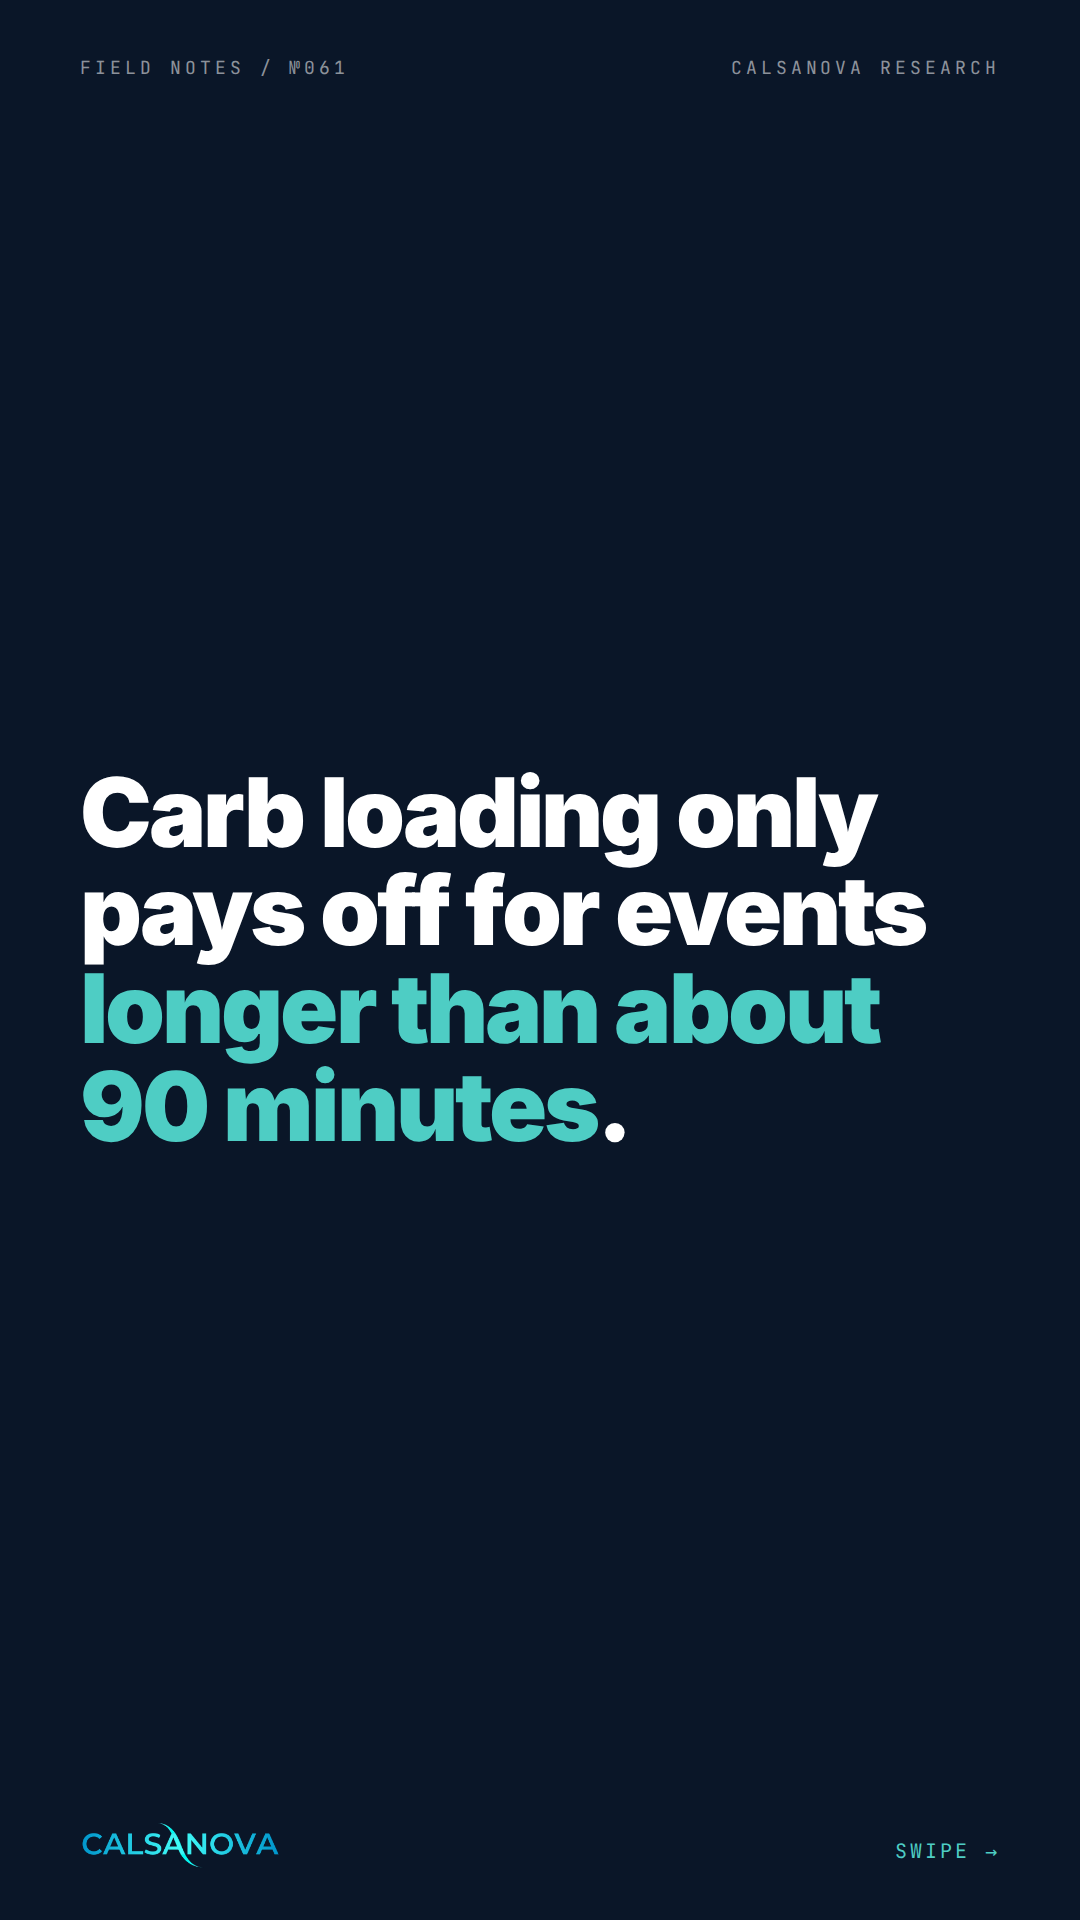 FIELD NOTES / №061
CALSANOVA RESEARCH
Carb loading only
pays off for events
longer than about
90 minutes.
CALSANOVA
SWIPE →